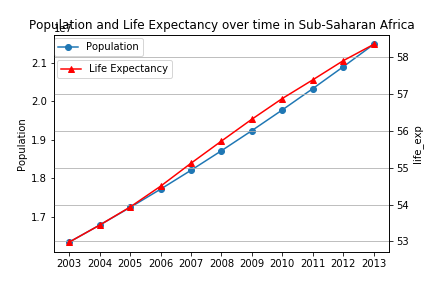 Population and Life Expectancy over time in Sub-Saharan Africa
1e7
Population
Life Expectancy
2.1
2.0
1.9
1.8
1.7
58
57
56
55
54
53
Population
life_exp
2003 2004 2005 2006 2007 2008 2009 2010 2011 2012 2013